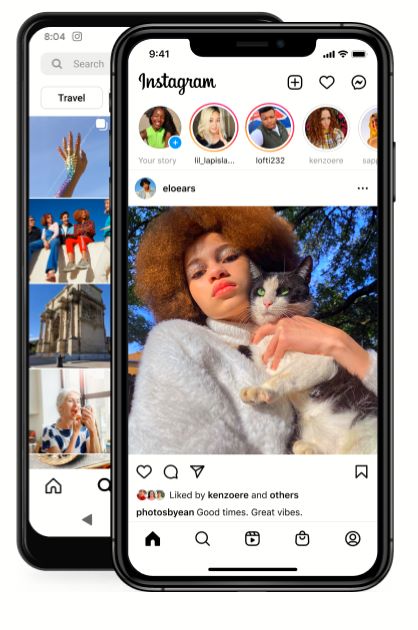 8:04
Search
Travel
9:41
Instagram
Your story
lil_lapisla...
lofti232
kenzoere
sapp
eloears
Liked by kenzoere and others
photosbyean Good times. Great vibes.